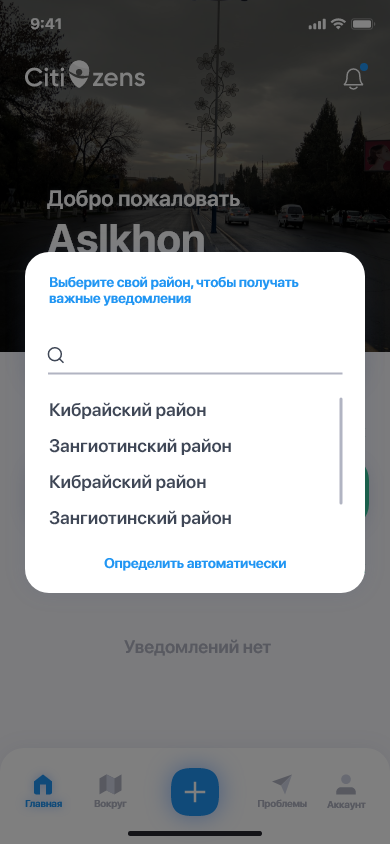 9:41
Citizens
Добро пожаловать
Aslkhon
Выберите свой район, чтобы получать
важные уведомления
Кибрайский район
Зангиотинский район
Кибрайский район
Зангиотинский район
Определить автоматически
Уведомлений нет
Главная
Вокруг
Проблемы
Аккаунт